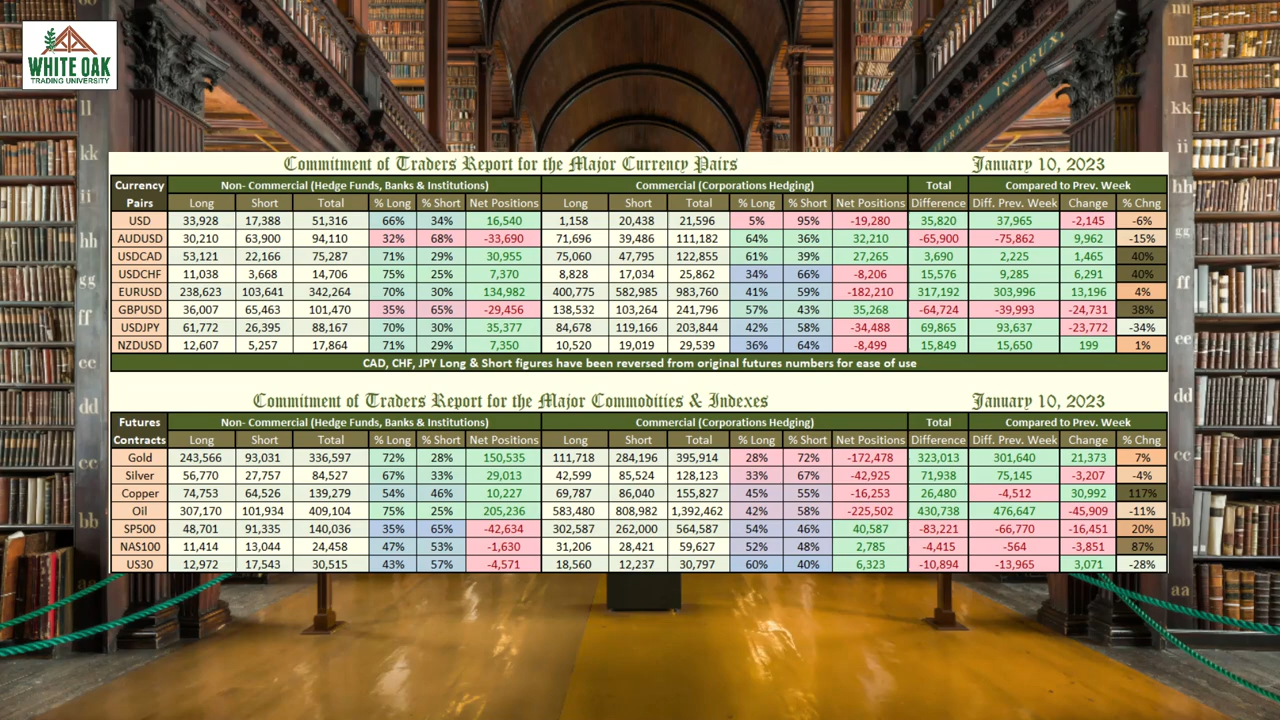 WHITE OAK
TRADING UNIVERSITY
LIBRARIA INSTRUX
mm
ll
kk
ii
hh
gg
ff
ee
dd
cc
bb
aa
Commitment of Traders Report for the Major Currency Pairs January 10, 2023
Currency Non- Commercial (Hedge Funds, Banks & Institutions) Commercial (Corporations Hedging) Total Compared to Prev. Week
Pairs Long Short Total % Long % Short Net Positions Long Short Total % Long % Short Net Positions Difference Diff. Prev. Week Change % Chng
USD 33,928 17,388 51,316 66% 34% 16,540 1,158 20,438 21,596 5% 95% -19,280 35,820 37,965 -2,145 -6%
AUDUSD 30,210 63,900 94,110 32% 68% -33,690 71,696 39,486 111,182 64% 36% 32,210 -65,900 -75,862 9,962 -15%
USDCAD 53,121 22,166 75,287 71% 29% 30,955 75,060 47,795 122,855 61% 39% 27,265 3,690 2,225 1,465 40%
USDCHF 11,038 3,668 14,706 75% 25% 7,370 8,828 17,034 25,862 34% 66% -8,206 15,576 9,285 6,291 40%
EURUSD 238,623 103,641 342,264 70% 30% 134,982 400,775 582,985 983,760 41% 59% -182,210 317,192 303,996 13,196 4%
GBPUSD 36,007 65,463 101,470 35% 65% -29,456 138,532 103,264 241,796 57% 43% 35,268 -64,724 -39,993 -24,731 38%
USDJPY 61,772 26,395 88,167 70% 30% 35,377 84,678 119,166 203,844 42% 58% -34,488 69,865 93,637 -23,772 -34%
NZDUSD 12,607 5,257 17,864 71% 29% 7,350 10,520 19,019 29,539 36% 64% -8,499 15,849 15,650 199 1%
CAD, CHF, JPY Long & Short figures have been reversed from original futures numbers for ease of use
Commitment of Traders Report for the Major Commodities & Indexes January 10, 2023
Futures Non- Commercial (Hedge Funds, Banks & Institutions) Commercial (Corporations Hedging) Total Compared to Prev. Week
Contracts Long Short Total % Long % Short Net Positions Long Short Total % Long % Short Net Positions Difference Diff. Prev. Week Change % Chng
Gold 243,566 93,031 336,597 72% 28% 150,535 111,718 284,196 395,914 28% 72% -172,478 323,013 301,640 21,373 7%
Silver 56,770 27,757 84,527 67% 33% 29,013 42,599 85,524 128,123 33% 67% -42,925 71,938 75,145 -3,207 -4%
Copper 74,753 64,526 139,279 54% 46% 10,227 69,787 86,040 155,827 45% 55% -16,253 26,480 -4,512 30,992 117%
Oil 307,170 101,934 409,104 75% 25% 205,236 583,480 808,982 1,392,462 42% 58% -225,502 430,738 476,647 -45,909 -11%
SP500 48,701 91,335 140,036 35% 65% -42,634 302,587 262,000 564,587 54% 46% 40,587 -83,221 -66,770 -16,451 20%
NAS100 11,414 13,044 24,458 47% 53% -1,630 31,206 28,421 59,627 52% 48% 2,785 -4,415 -564 -3,851 87%
US30 12,972 17,543 30,515 43% 57% -4,571 18,560 12,237 30,797 60% 40% 6,323 -10,894 -13,965 3,071 -28%